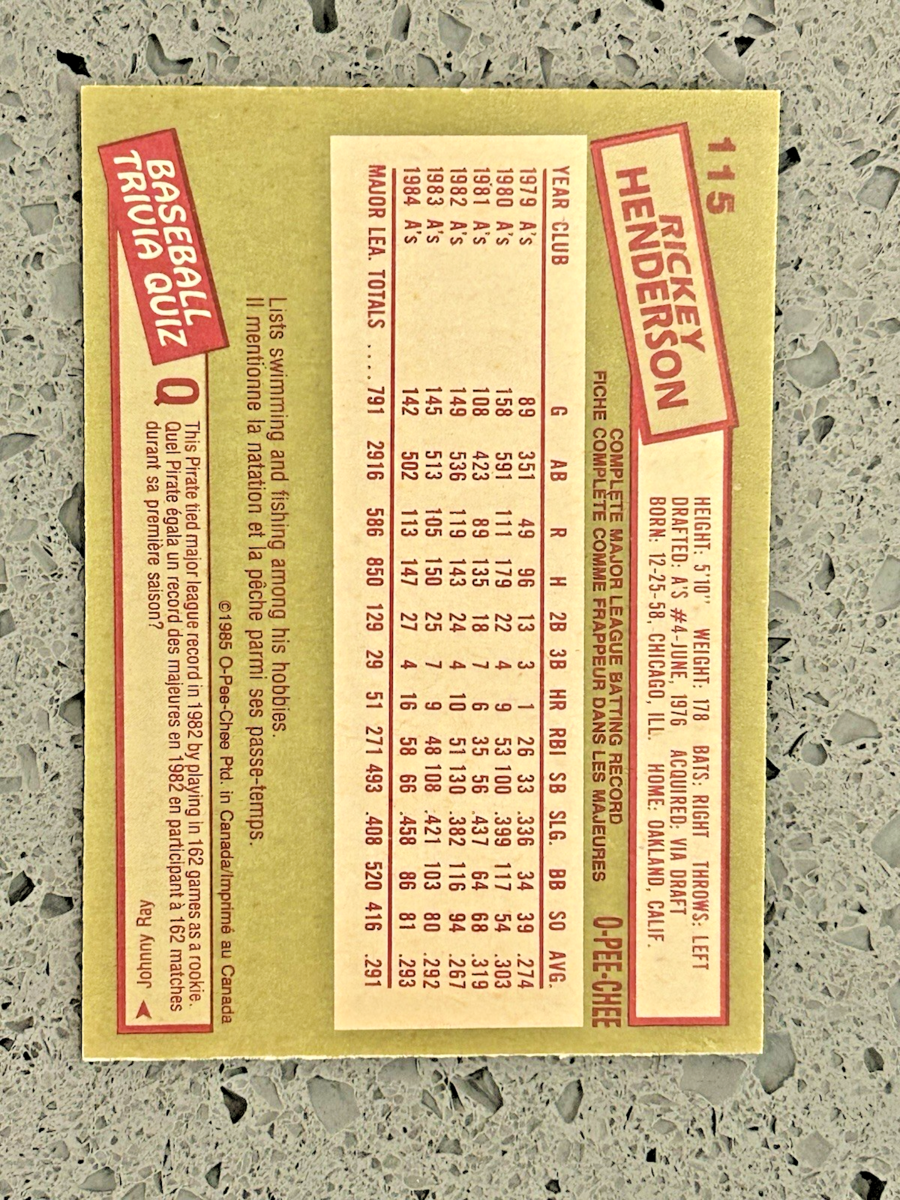 115
RICKEY
HENDERSON
HEIGHT: 5'10" WEIGHT: 178 BATS: RIGHT THROWS: LEFT
DRAFTED: A'S #4-JUNE, 1976 ACQUIRED: VIA DRAFT
BORN: 12-25-58, CHICAGO, ILL. HOME: OAKLAND, CALIF.
COMPLETE MAJOR LEAGUE BATTING RECORD
FICHE COMPLÈTE COMME FRAPPEUR DANS LES MAJEURES
O-PEE-CHEE
YEAR CLUB G AB R H 2B 3B HR RBI SB SLG. BB SO AVG.
1979 A's 89 351 49 96 13 3 1 26 33 .336 34 39 .274
1980 A's 158 591 111 179 22 4 9 53 100 .399 117 54 .303
1981 A's 108 423 89 135 18 7 6 35 56 .437 64 68 .319
1982 A's 149 536 119 143 24 4 10 51 130 .382 116 94 .267
1983 A's 145 513 105 150 25 7 9 48 108 .421 103 80 .292
1984 A's 142 502 113 147 27 4 16 58 66 .458 86 81 .293
MAJOR LEA. TOTALS ..... 791 2916 586 850 129 29 51 271 493 .408 520 416 .291
Lists swimming and fishing among his hobbies.
Il mentionne la natation et la pêche parmi ses passe-temps.
©1985 O-Pee-Chee Ptd. in Canada/Imprimé au Canada
BASEBALL
TRIVIA QUIZ
Q
This Pirate tied major league record in 1982 by playing in 162 games as a rookie.
Quel Pirate égala un record des majeures en 1982 en participant à 162 matches
durant sa première saison?
Johnny Ray